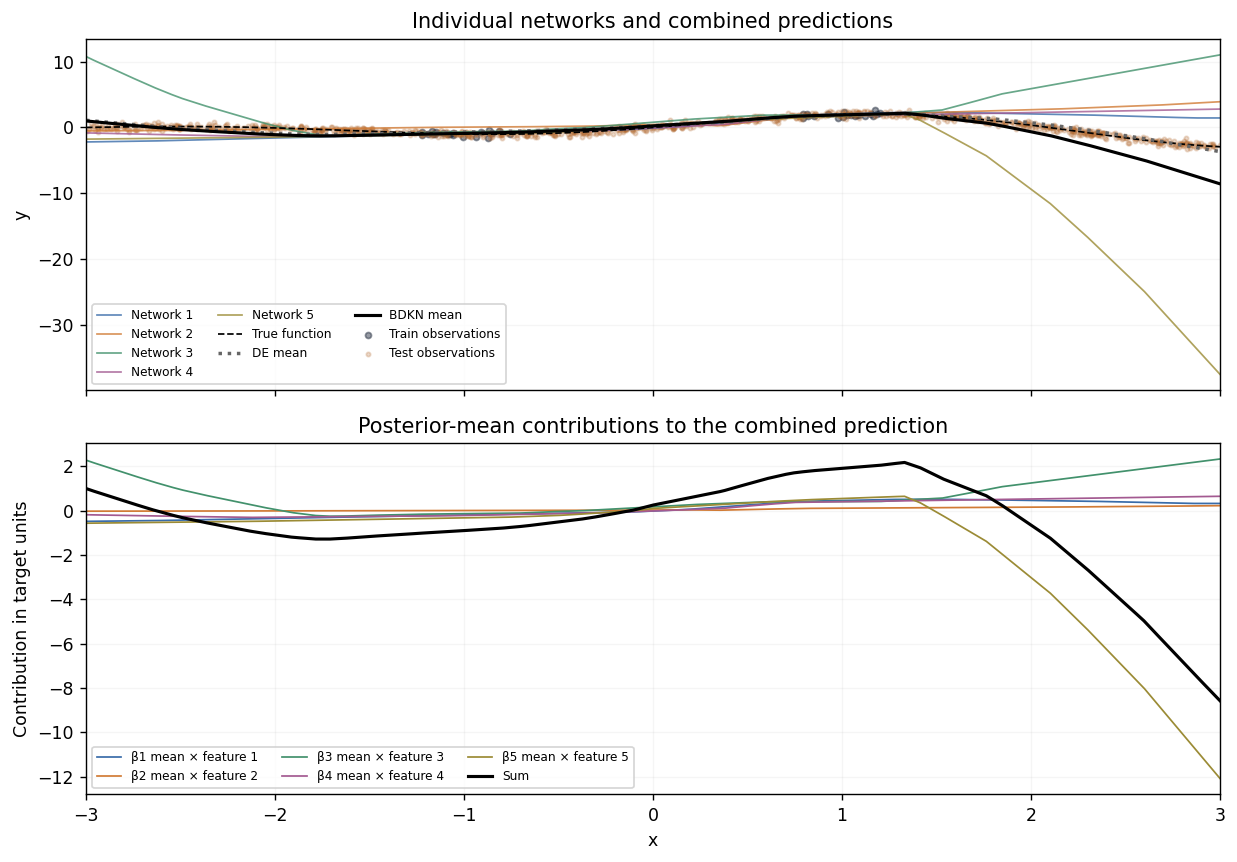 Individual networks and combined predictions
10
0
−10
−20
−30
y
Network 1
Network 2
Network 3
Network 4
Network 5
True function
DE mean
BDKN mean
Train observations
Test observations
Posterior-mean contributions to the combined prediction
2
0
−2
−4
−6
−8
−10
−12
Contribution in target units
β1 mean × feature 1
β2 mean × feature 2
β3 mean × feature 3
β4 mean × feature 4
β5 mean × feature 5
Sum
−3 −2 −1 0 1 2 3
x